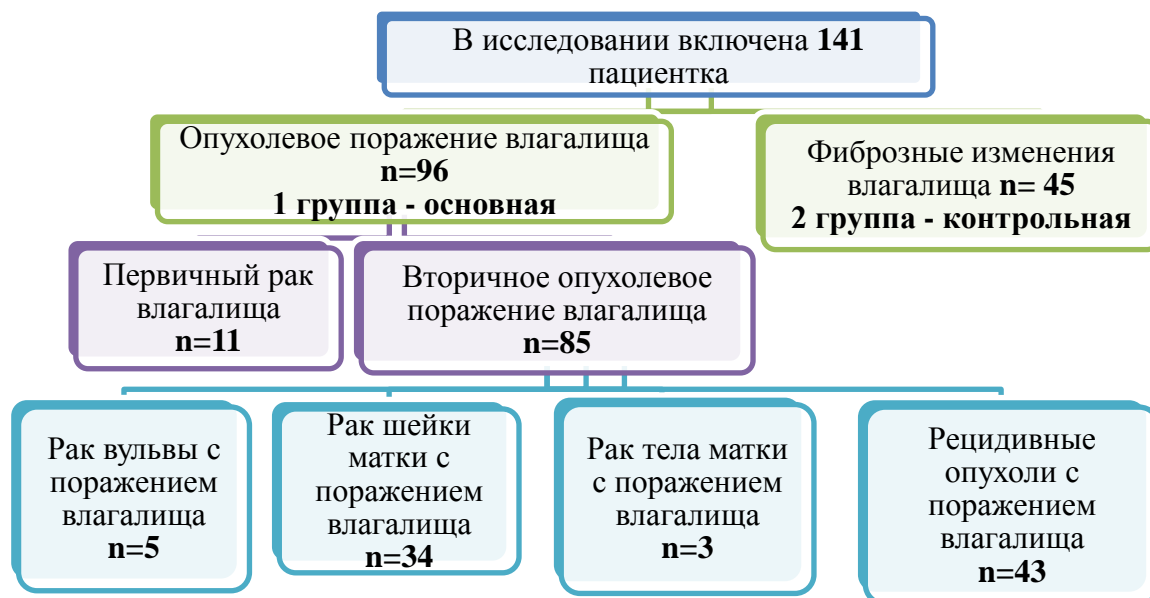 В исследовании включена 141
пациентка
Опухолевое поражение влагалища
n=96
1 группа - основная
Фиброзные изменения
влагалища n= 45
2 группа - контрольная
Первичный рак
влагалища
n=11
Вторичное опухолевое
поражение влагалища
n=85
Рак вульвы с
поражением
влагалища
n=5
Рак шейки
матки с
поражением
влагалища
n=34
Рак тела матки
с поражением
влагалища
n=3
Рецидивные
опухоли с
поражением
влагалища
n=43